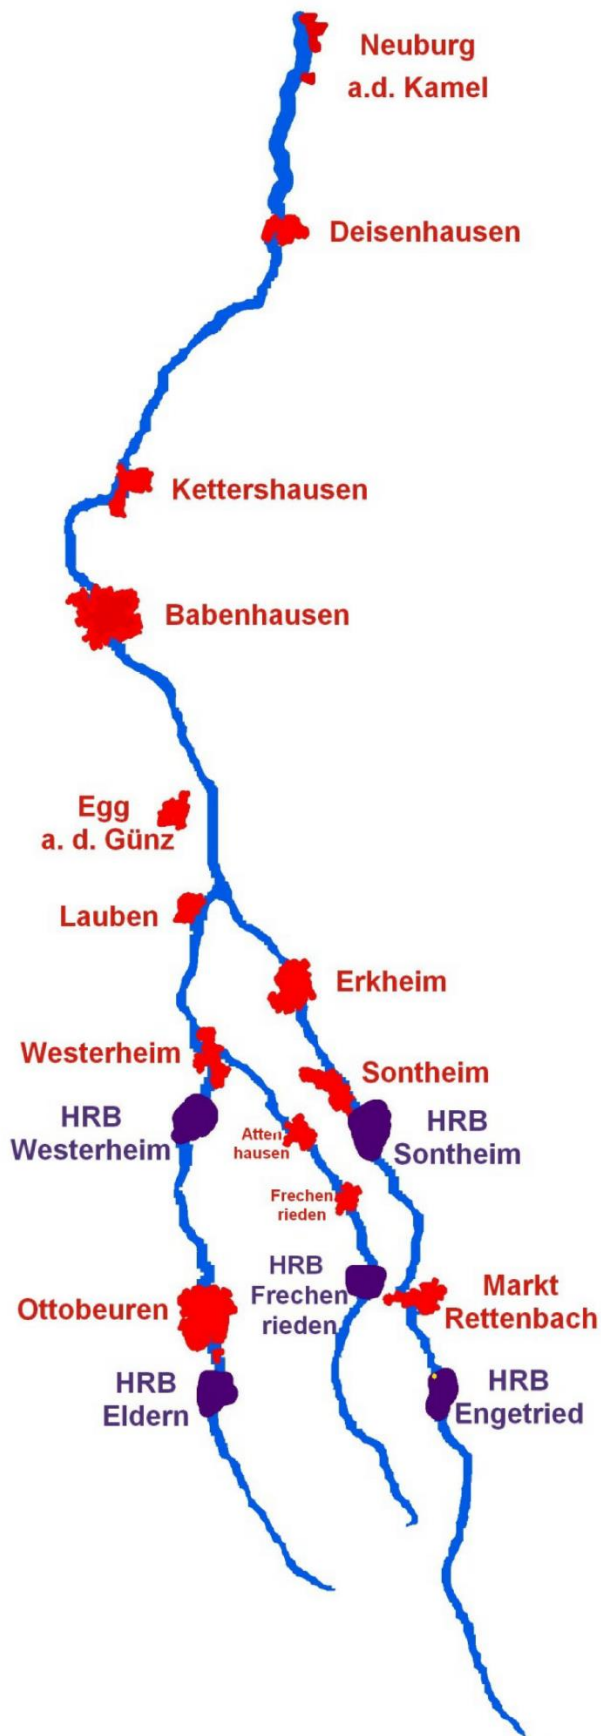 Neuburg
a.d. Kamel
Deisenhausen
Kettershausen
Babenhausen
Egg
a. d. Günz
Lauben
Erkheim
Westerheim
Sontheim
HRB
Westerheim
Atten
hausen
HRB
Sontheim
Frechen
rieden
HRB
Frechen
rieden
Markt
Rettenbach
Ottobeuren
HRB
Eldern
HRB
Engetried